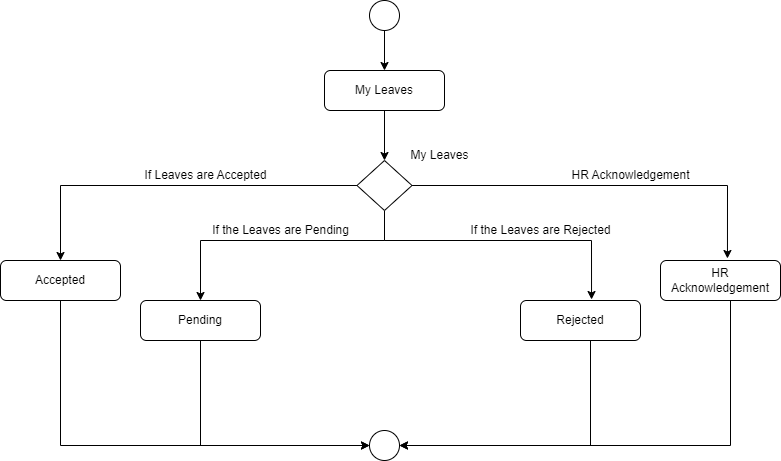 My Leaves
My Leaves
If Leaves are Accepted
HR Acknowledgement
If the Leaves are Pending
If the Leaves are Rejected
Accepted
HR
Acknowledgement
Pending
Rejected